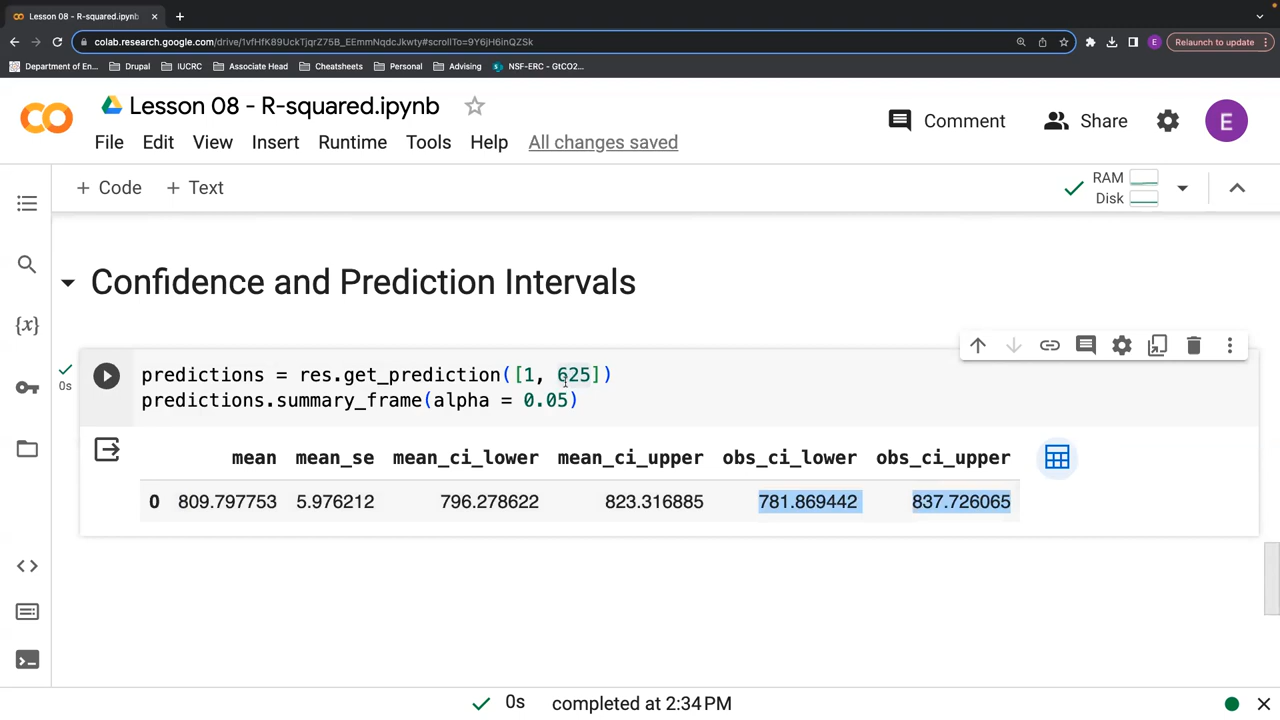 Lesson 08 - R-squared.ipynb
colab.research.google.com/drive/1vfHfK89UckTjqrZ75B_EEmmNqdcJkwty#scrollTo=9Y6jH6inQZSk
E
Relaunch to update
Department of En...
Drupal
IUCRC
Associate Head
Cheatsheets
Personal
Advising
NSF-ERC - GtCO2...
Lesson 08 - R-squared.ipynb
Comment
Share
E
File Edit View Insert Runtime Tools Help All changes saved
+ Code + Text
RAM
Disk
Confidence and Prediction Intervals
0s
predictions = res.get_prediction([1, 625])
predictions.summary_frame(alpha = 0.05)
mean mean_se mean_ci_lower mean_ci_upper obs_ci_lower obs_ci_upper
0 809.797753 5.976212 796.278622 823.316885 781.869442 837.726065
{x}
0s completed at 2:34 PM